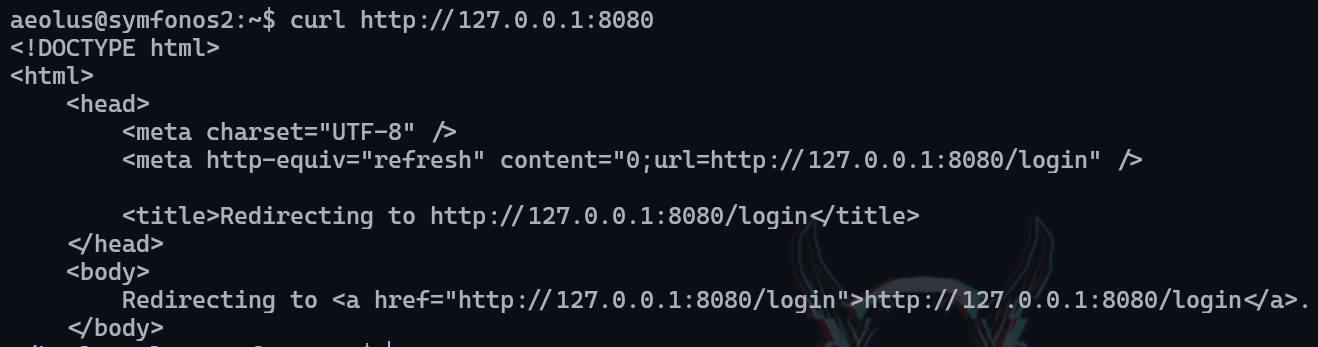 aeolus@symfonos2:~$ curl http://127.0.0.1:8080
<!DOCTYPE html>
<html>
    <head>
        <meta charset="UTF-8" />
        <meta http-equiv="refresh" content="0;url=http://127.0.0.1:8080/login" />

        <title>Redirecting to http://127.0.0.1:8080/login</title>
    </head>
    <body>
        Redirecting to <a href="http://127.0.0.1:8080/login">http://127.0.0.1:8080/login</a>.
    </body>